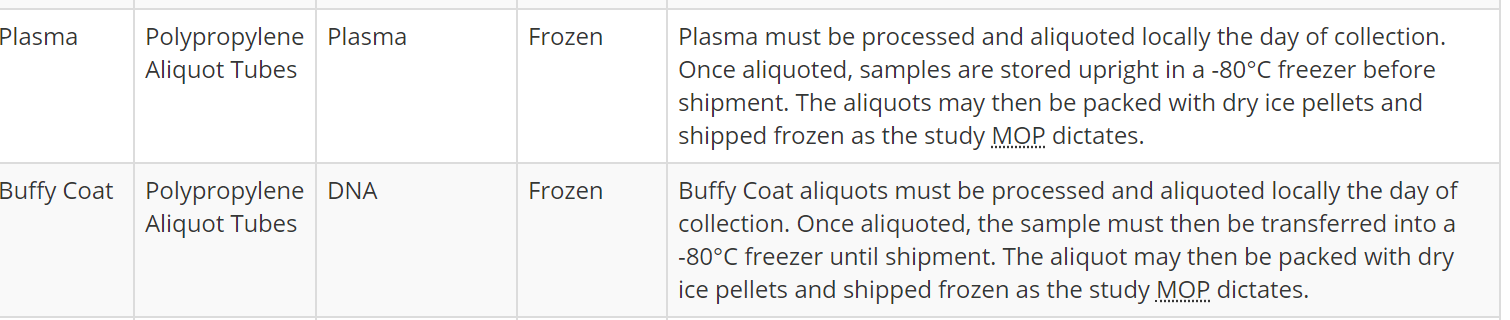 Plasma
Polypropylene
Aliquot Tubes
Plasma
Frozen
Plasma must be processed and aliquoted locally the day of collection.
Once aliquoted, samples are stored upright in a -80°C freezer before
shipment. The aliquots may then be packed with dry ice pellets and
shipped frozen as the study MOP dictates.
Buffy Coat
Polypropylene
Aliquot Tubes
DNA
Frozen
Buffy Coat aliquots must be processed and aliquoted locally the day of
collection. Once aliquoted, the sample must then be transferred into a
-80°C freezer until shipment. The aliquot may then be packed with dry
ice pellets and shipped frozen as the study MOP dictates.